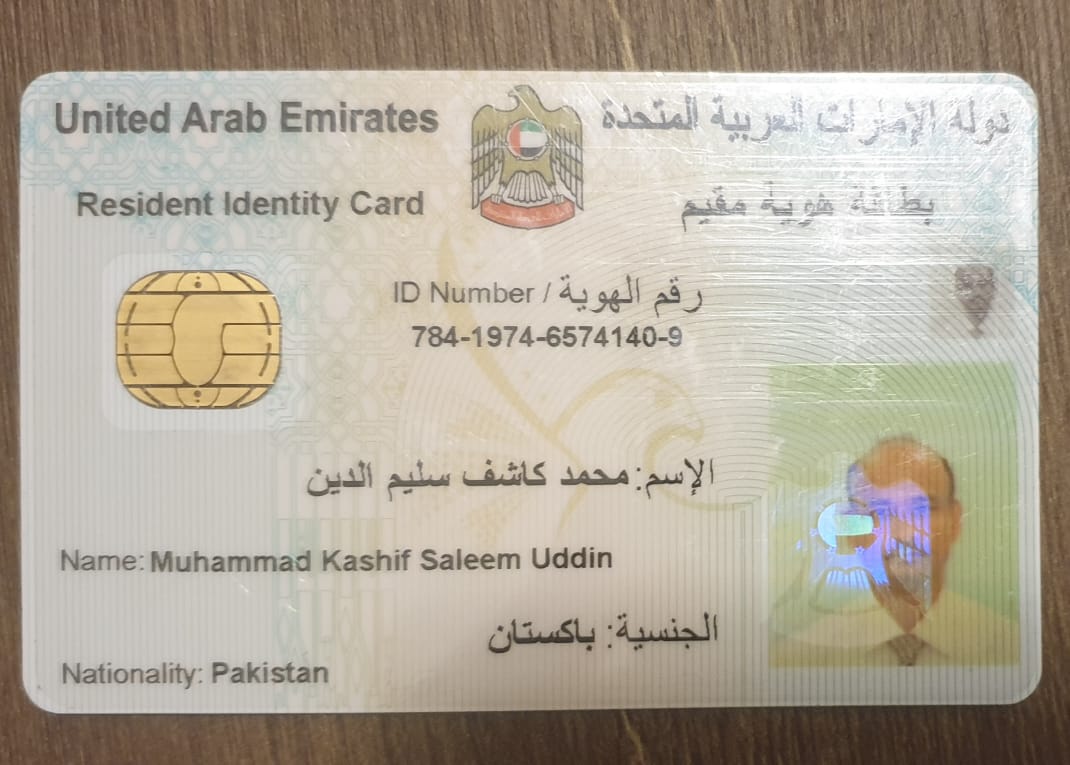 United Arab Emirates
دولة الإمارات العربية المتحدة
Resident Identity Card
بطاقة هوية مقيم
ID Number / رقم الهوية
784-1974-6574140-9
الإسم: محمد كاشف سليم الدين
Name: Muhammad Kashif Saleem Uddin
الجنسية: باكستان
Nationality: Pakistan